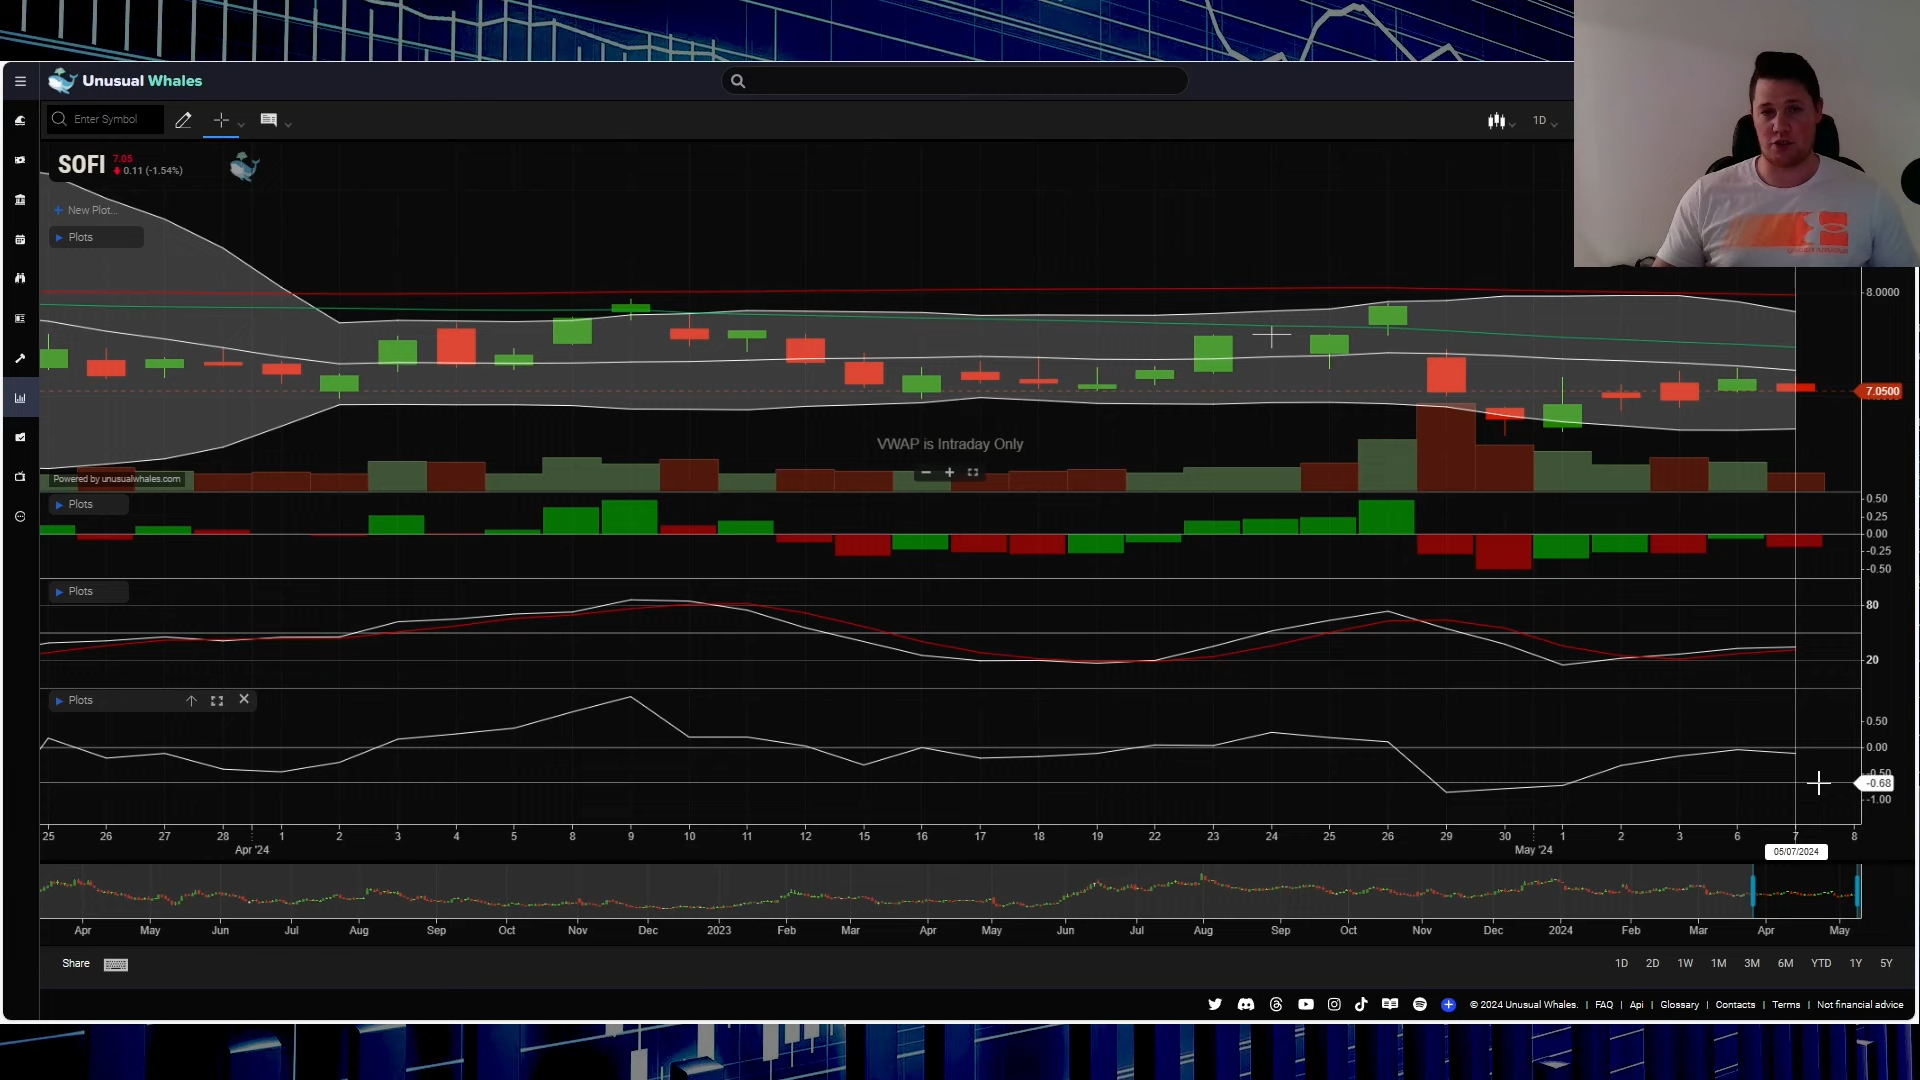 Unusual Whales
Enter Symbol
1D
SOFI 7.05
0.11 (-1.54%)
+ New Plot...
Plots
8.0000
7.0500
VWAP is Intraday Only
Powered by unusualwhales.com
Plots
0.50
0.25
0.00
-0.25
-0.50
Plots
80
20
Plots
0.50
0.00
-0.50
-0.68
-1.00
25 26 27 28 1 2 3 4 5 8 9 10 11 12 15 16 17 18 19 22 23 24 25 26 29 30 1 2 3 6 7 8
Apr '24 May '24
05/07/2024
Apr May Jun Jul Aug Sep Oct Nov Dec 2023 Feb Mar Apr May Jun Jul Aug Sep Oct Nov Dec 2024 Feb Mar Apr May
Share 1D 2D 1W 1M 3M 6M YTD 1Y 5Y
© 2024 Unusual Whales. | FAQ | Api | Glossary | Contacts | Terms | Not financial advice